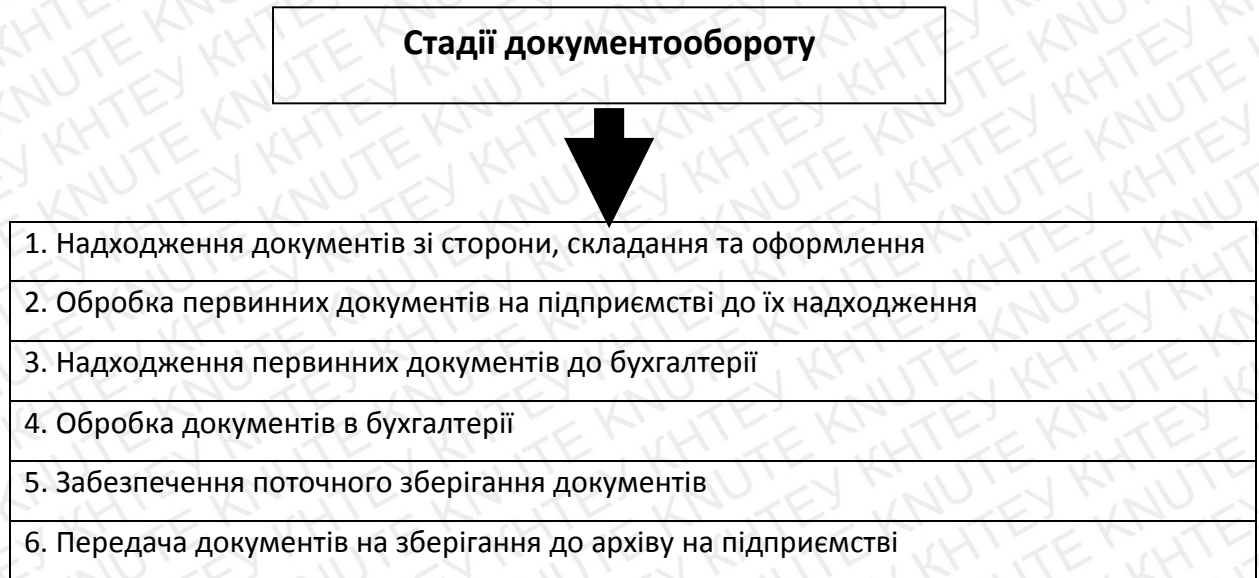 Стадії документообороту
1. Надходження документів зі сторони, складання та оформлення
2. Обробка первинних документів на підприємстві до їх надходження
3. Надходження первинних документів до бухгалтерії
4. Обробка документів в бухгалтерії
5. Забезпечення поточного зберігання документів
6. Передача документів на зберігання до архіву на підприємстві